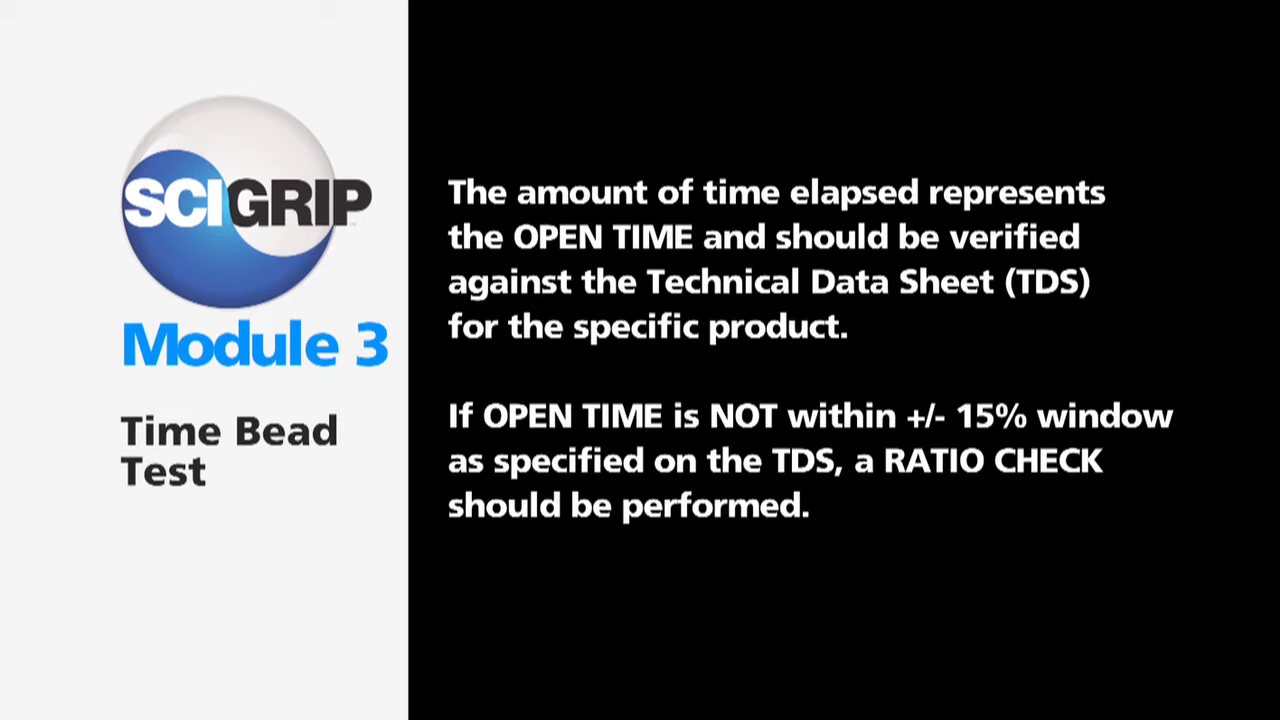 SCIGRIP
Module 3
Time Bead
Test
The amount of time elapsed represents
the OPEN TIME and should be verified
against the Technical Data Sheet (TDS)
for the specific product.
If OPEN TIME is NOT within +/- 15% window
as specified on the TDS, a RATIO CHECK
should be performed.